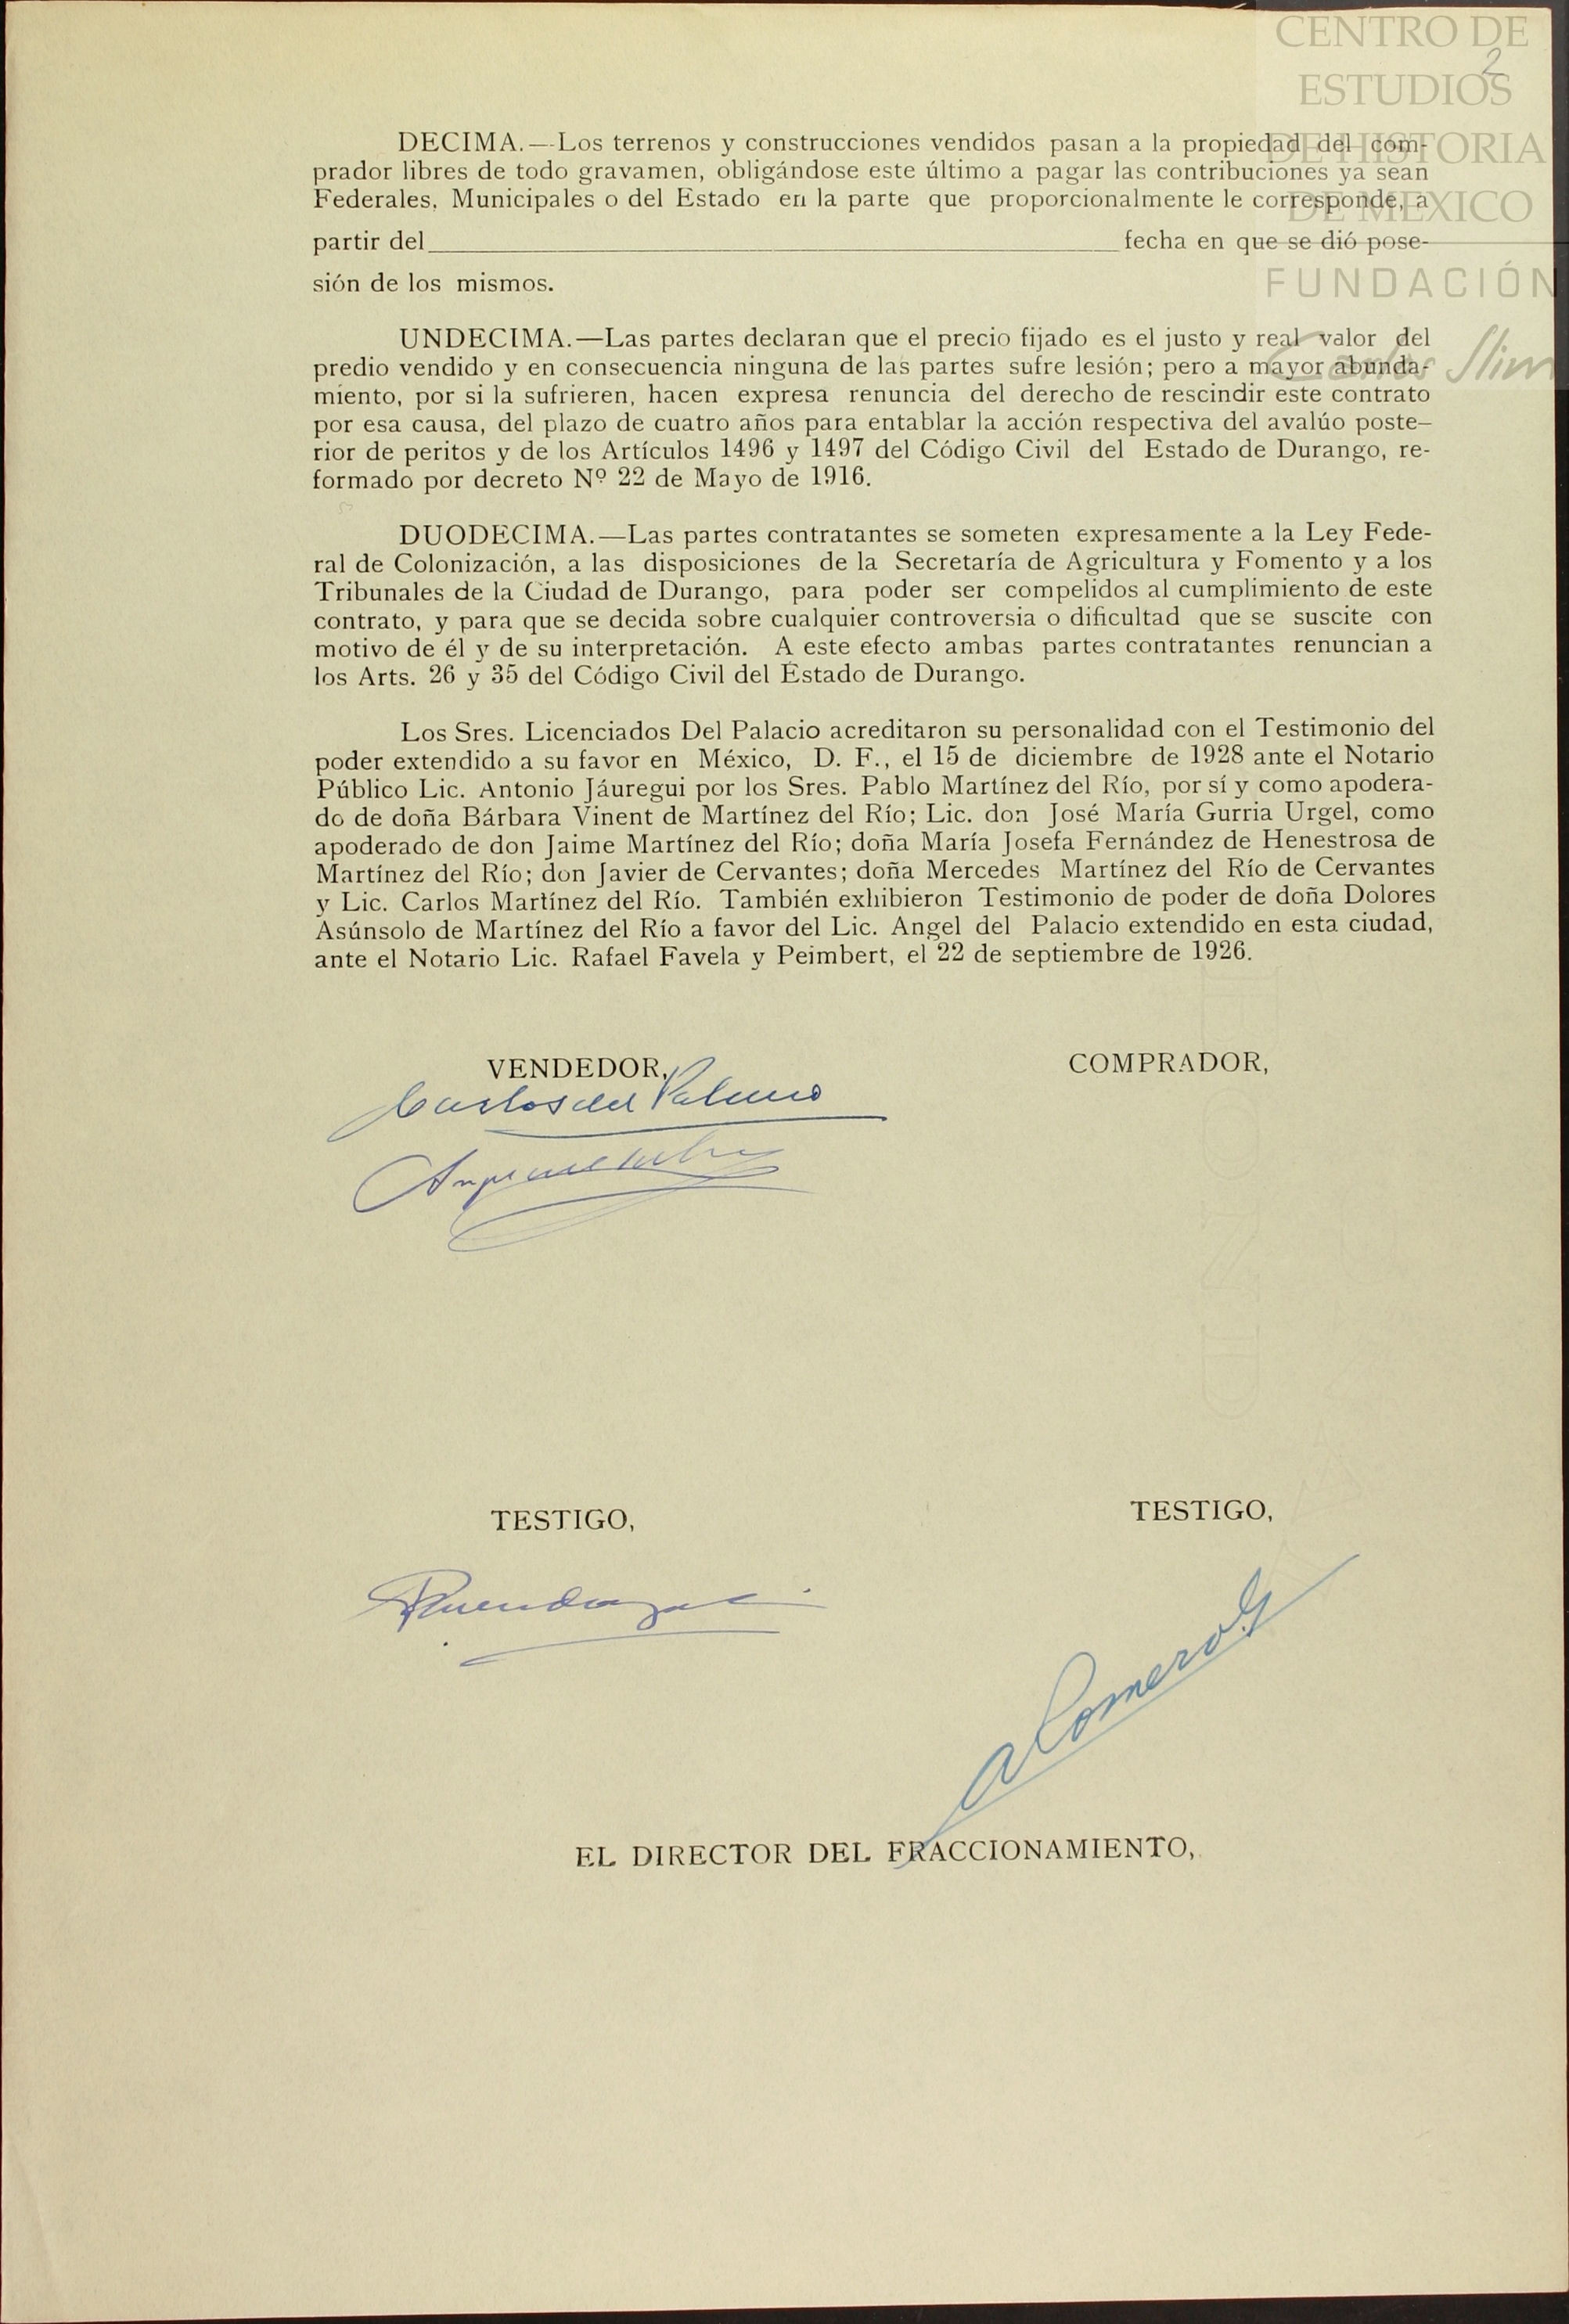 CENTRO DE
ESTUDIOS
DE HISTORIA
DE MEXICO
FUNDACIÓN
Carlos Slim
2
DECIMA.—Los terrenos y construcciones vendidos pasan a la propiedad del com-
prador libres de todo gravamen, obligándose este último a pagar las contribuciones ya sean
Federales, Municipales o del Estado en la parte que proporcionalmente le corresponde, a
partir del ____ fecha en que se dió pose-
sión de los mismos.
UNDECIMA.—Las partes declaran que el precio fijado es el justo y real valor del
predio vendido y en consecuencia ninguna de las partes sufre lesión; pero a mayor abunda-
miento, por si la sufrieren, hacen expresa renuncia del derecho de rescindir este contrato
por esa causa, del plazo de cuatro años para entablar la acción respectiva del avalúo poste-
rior de peritos y de los Artículos 1496 y 1497 del Código Civil del Estado de Durango, re-
formado por decreto Nº 22 de Mayo de 1916.
DUODECIMA.—Las partes contratantes se someten expresamente a la Ley Fede-
ral de Colonización, a las disposiciones de la Secretaría de Agricultura y Fomento y a los
Tribunales de la Ciudad de Durango, para poder ser compelidos al cumplimiento de este
contrato, y para que se decida sobre cualquier controversia o dificultad que se suscite con
motivo de él y de su interpretación. A este efecto ambas partes contratantes renuncian a
los Arts. 26 y 35 del Código Civil del Estado de Durango.
Los Sres. Licenciados Del Palacio acreditaron su personalidad con el Testimonio del
poder extendido a su favor en México, D. F., el 15 de diciembre de 1928 ante el Notario
Público Lic. Antonio Jáuregui por los Sres. Pablo Martínez del Río, por sí y como apodera-
do de doña Bárbara Vinent de Martínez del Río; Lic. don José María Gurria Urgel, como
apoderado de don Jaime Martínez del Río; doña María Josefa Fernández de Henestrosa de
Martínez del Río; don Javier de Cervantes; doña Mercedes Martínez del Río de Cervantes
y Lic. Carlos Martínez del Río. También exhibieron Testimonio de poder de doña Dolores
Asúnsolo de Martínez del Río a favor del Lic. Angel del Palacio extendido en esta ciudad,
ante el Notario Lic. Rafael Favela y Peimbert, el 22 de septiembre de 1926.
VENDEDOR,
COMPRADOR,
Carlos del Palacio
TESTIGO,
TESTIGO,
A Romero G
EL DIRECTOR DEL FRACCIONAMIENTO,